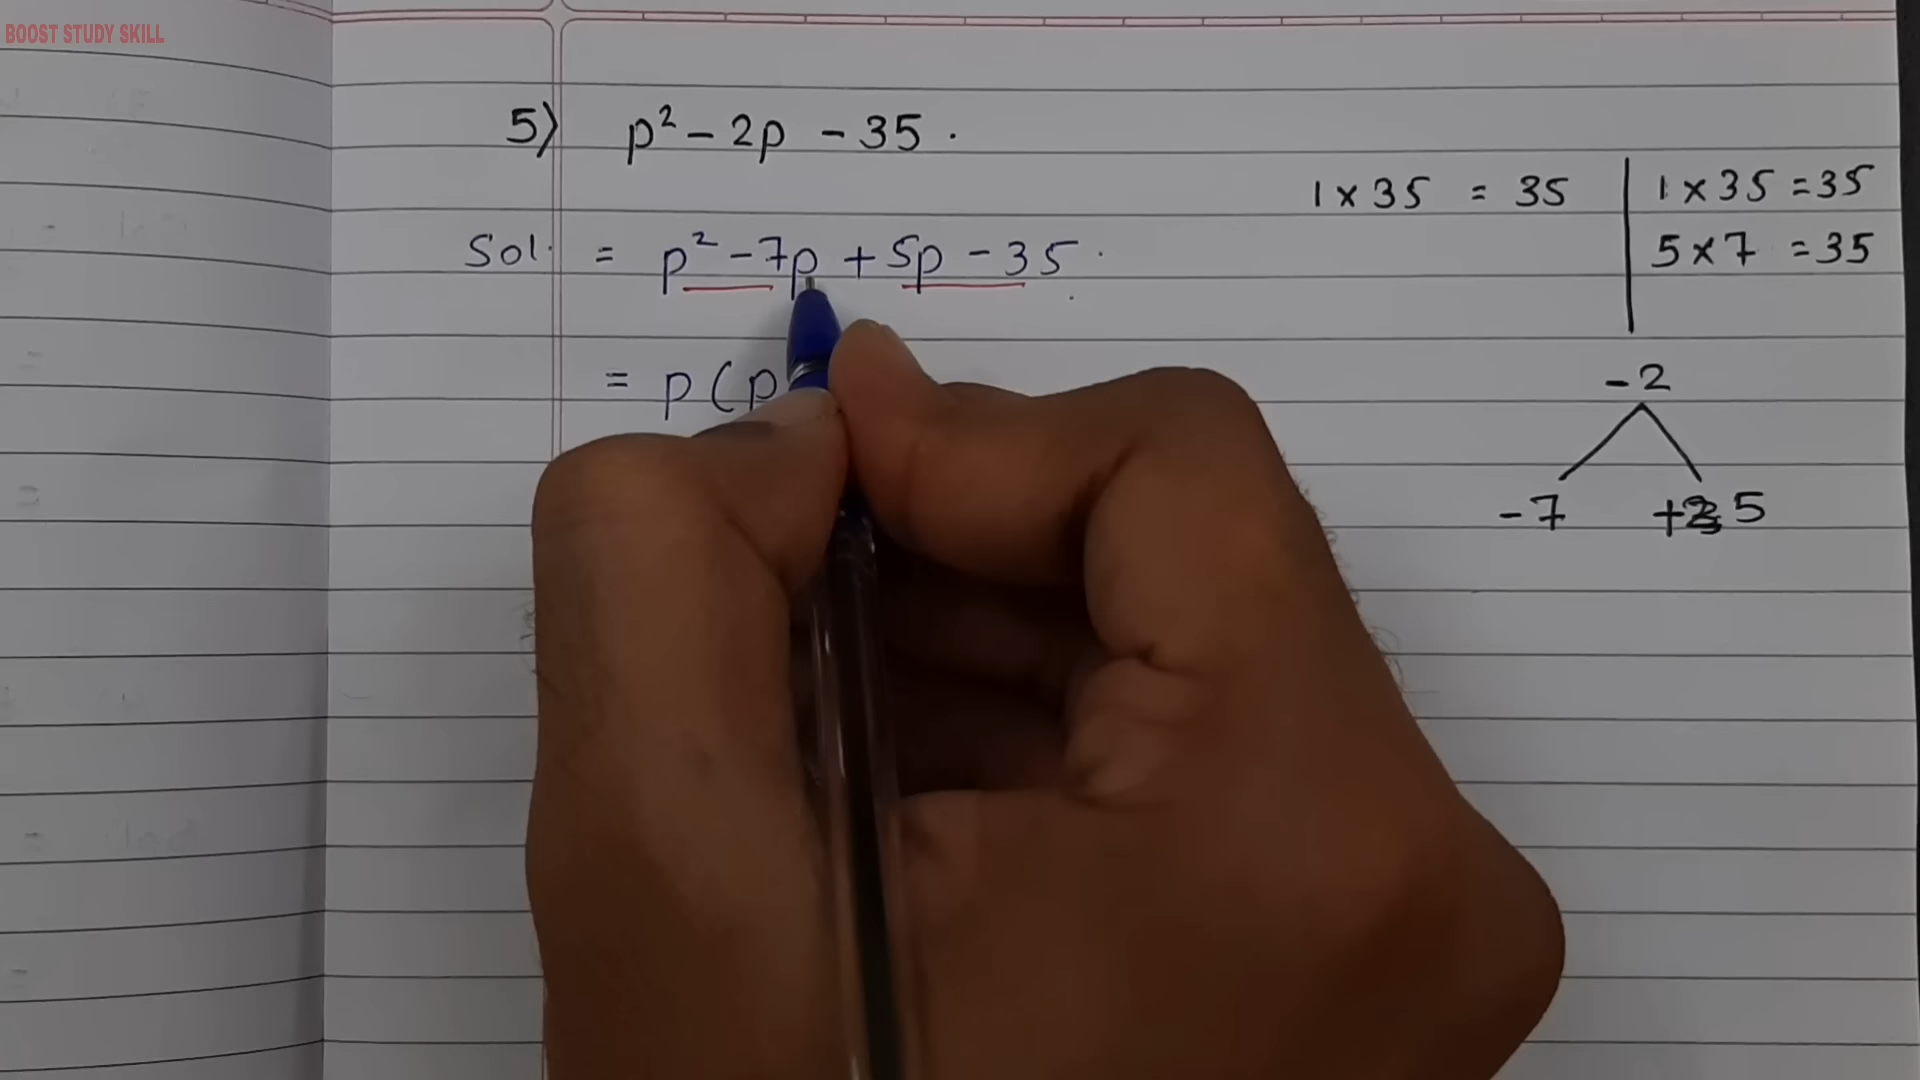 BOOST STUDY SKILL
5) p² - 2p - 35 .
1 x 35 = 35
1 x 35 = 35
5 x 7 = 35
Sol. = p² - 7p + 5p - 35 .
= p ( p
-2
-7 + 5